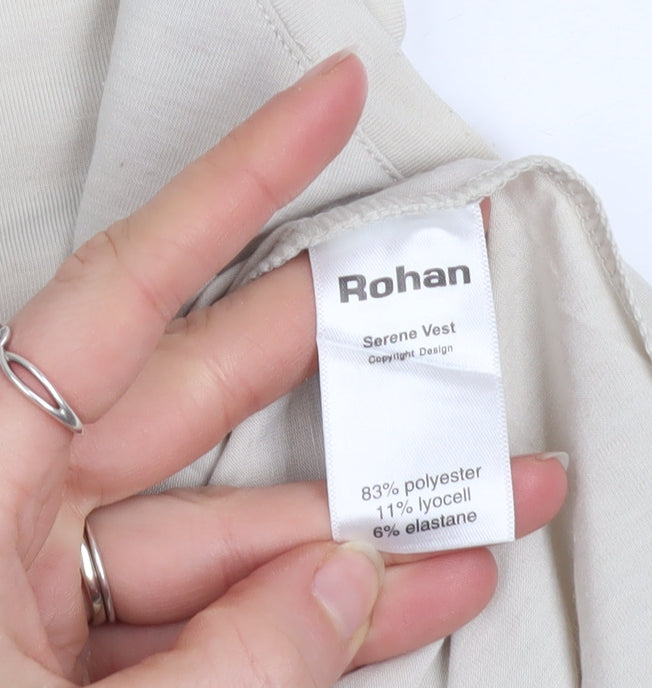 Rohan
Serene Vest
Copyright Design
83% polyester
11% lyocell
6% elastane